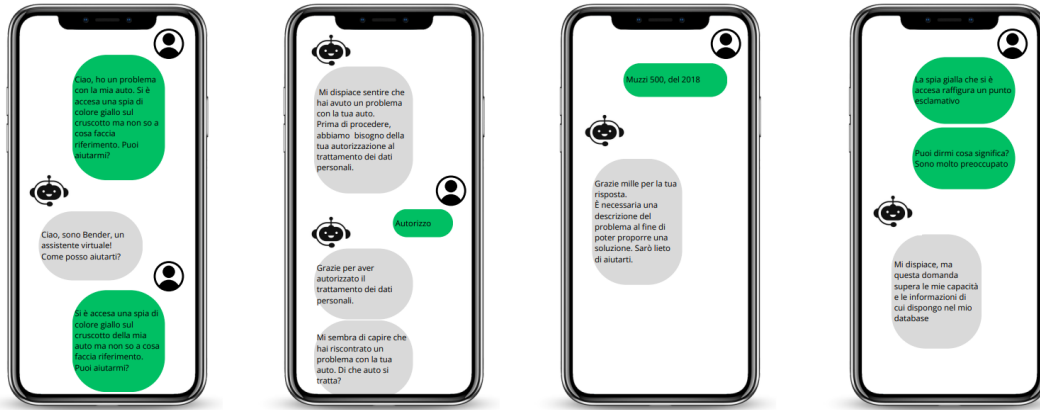 Ciao, ho un problema
con la mia auto. Si è
accesa una spia di
colore giallo sul
cruscotto ma non so a
cosa faccia
riferimento. Puoi
aiutarmi?
Ciao, sono Bender, un
assistente virtuale!
Come posso aiutarti?
Si è accesa una spia di
colore giallo sul
cruscotto della mia
auto ma non so a cosa
faccia riferimento.
Puoi aiutarmi?
Mi dispiace sentire che
hai avuto un problema
con la tua auto.
Prima di procedere,
abbiamo bisogno della
tua autorizzazione al
trattamento dei dati
personali.
Autorizzo
Grazie per aver
autorizzato il
trattamento dei dati
personali.
Mi sembra di capire che
hai riscontrato un
problema con la tua
auto. Di che auto si
tratta?
Muzzi 500, del 2018
Grazie mille per la tua
risposta.
È necessaria una
descrizione del
problema al fine di
poter proporre una
soluzione. Sarò lieto
di aiutarti.
La spia gialla che si è
accesa raffigura un punto
esclamativo
Puoi dirmi cosa significa?
Sono molto preoccupato
Mi dispiace, ma
questa domanda
supera le mie capacità
e le informazioni di
cui dispongo nel mio
database